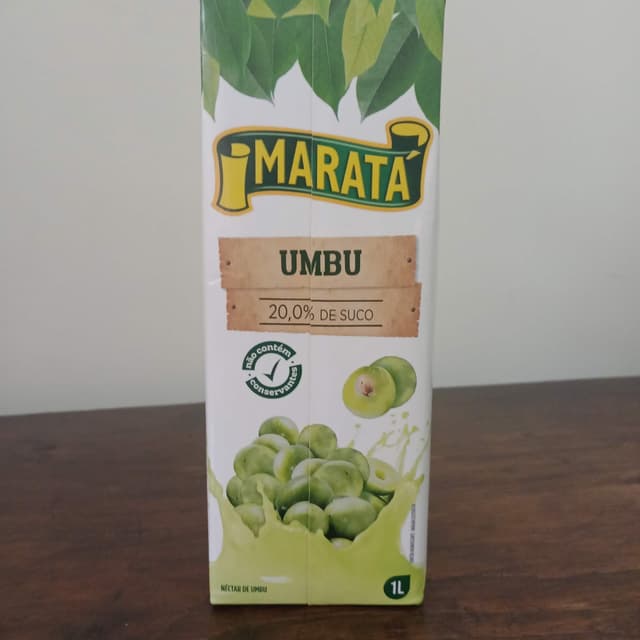 MARATÁ
UMBU
20,0% DE SUCO
não contém
conservantes
NÉCTAR DE UMBU
1L